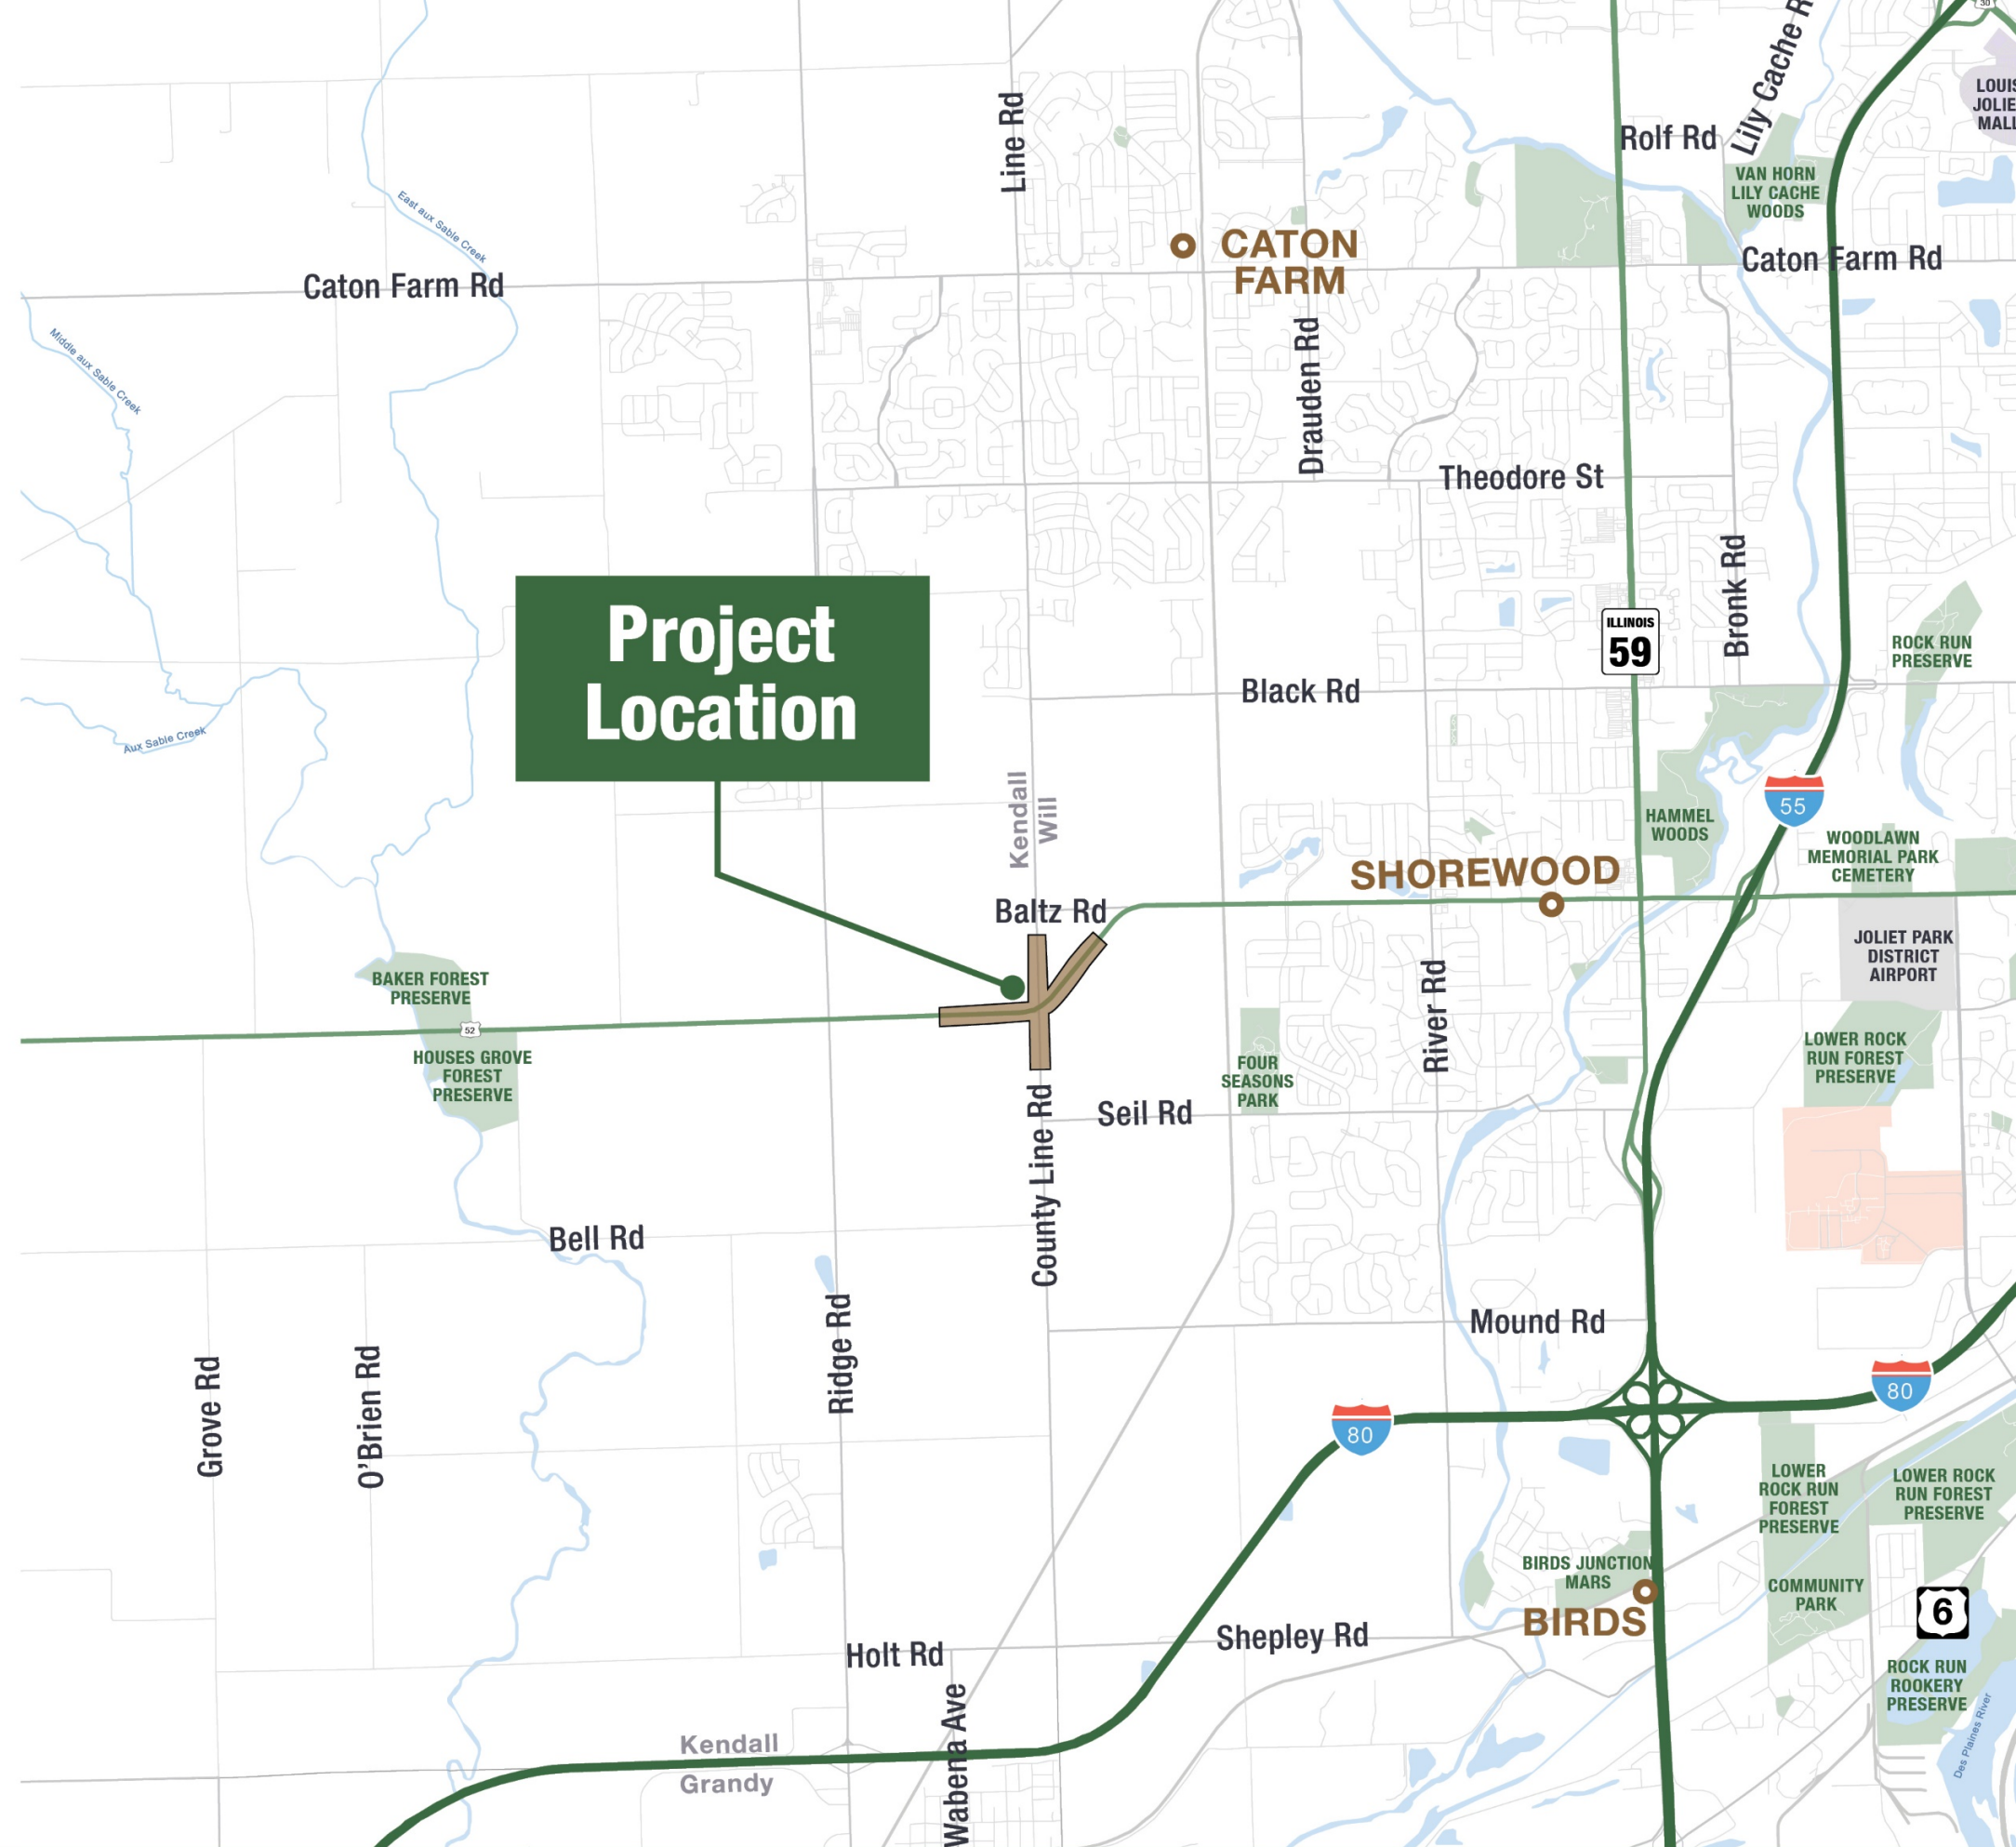 30
Lily Cache R
LOUIS
JOLIE
MALL
Line Rd
Rolf Rd
VAN HORN
LILY CACHE
WOODS
East aux Sable Creek
CATON
FARM
Caton Farm Rd
Caton Farm Rd
Middle aux Sable Creek
Drauden Rd
Theodore St
Bronk Rd
Project
Location
ILLINOIS
59
ROCK RUN
PRESERVE
Black Rd
Aux Sable Creek
Kendall
Will
55
HAMMEL
WOODS
WOODLAWN
MEMORIAL PARK
CEMETERY
SHOREWOOD
Baltz Rd
JOLIET PARK
DISTRICT
AIRPORT
BAKER FOREST
PRESERVE
52
River Rd
HOUSES GROVE
FOREST
PRESERVE
FOUR
SEASONS
PARK
LOWER ROCK
RUN FOREST
PRESERVE
County Line Rd
Seil Rd
Bell Rd
Ridge Rd
Mound Rd
Grove Rd
O'Brien Rd
80
80
LOWER
ROCK RUN
FOREST
PRESERVE
LOWER ROCK
RUN FOREST
PRESERVE
BIRDS JUNCTION
MARS
COMMUNITY
PARK
BIRDS
6
Shepley Rd
Holt Rd
ROCK RUN
ROOKERY
PRESERVE
Wabena Ave
Des Plaines River
Kendall
Grandy